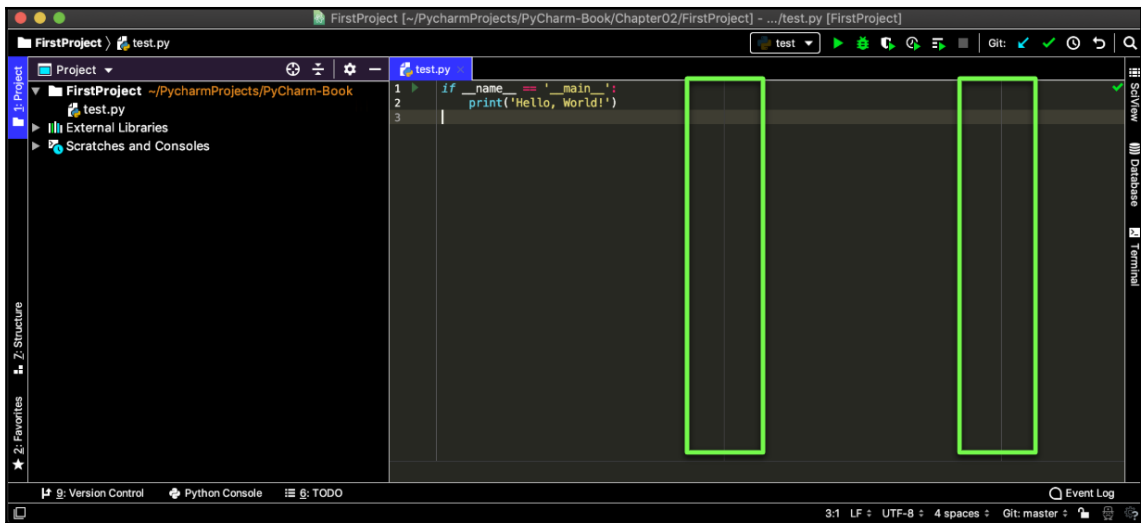 FirstProject [~/PycharmProjects/PyCharm-Book/Chapter02/FirstProject] - .../test.py [FirstProject]
FirstProject test.py
test
Git:
1: Project
Project
test.py
FirstProject ~/PycharmProjects/PyCharm-Book
test.py
External Libraries
Scratches and Consoles
1 if __name__ == '__main__':
2 print('Hello, World!')
3
SciView
Database
Terminal
Z: Structure
2: Favorites
9: Version Control Python Console 6: TODO Event Log
3:1 LF UTF-8 4 spaces Git: master